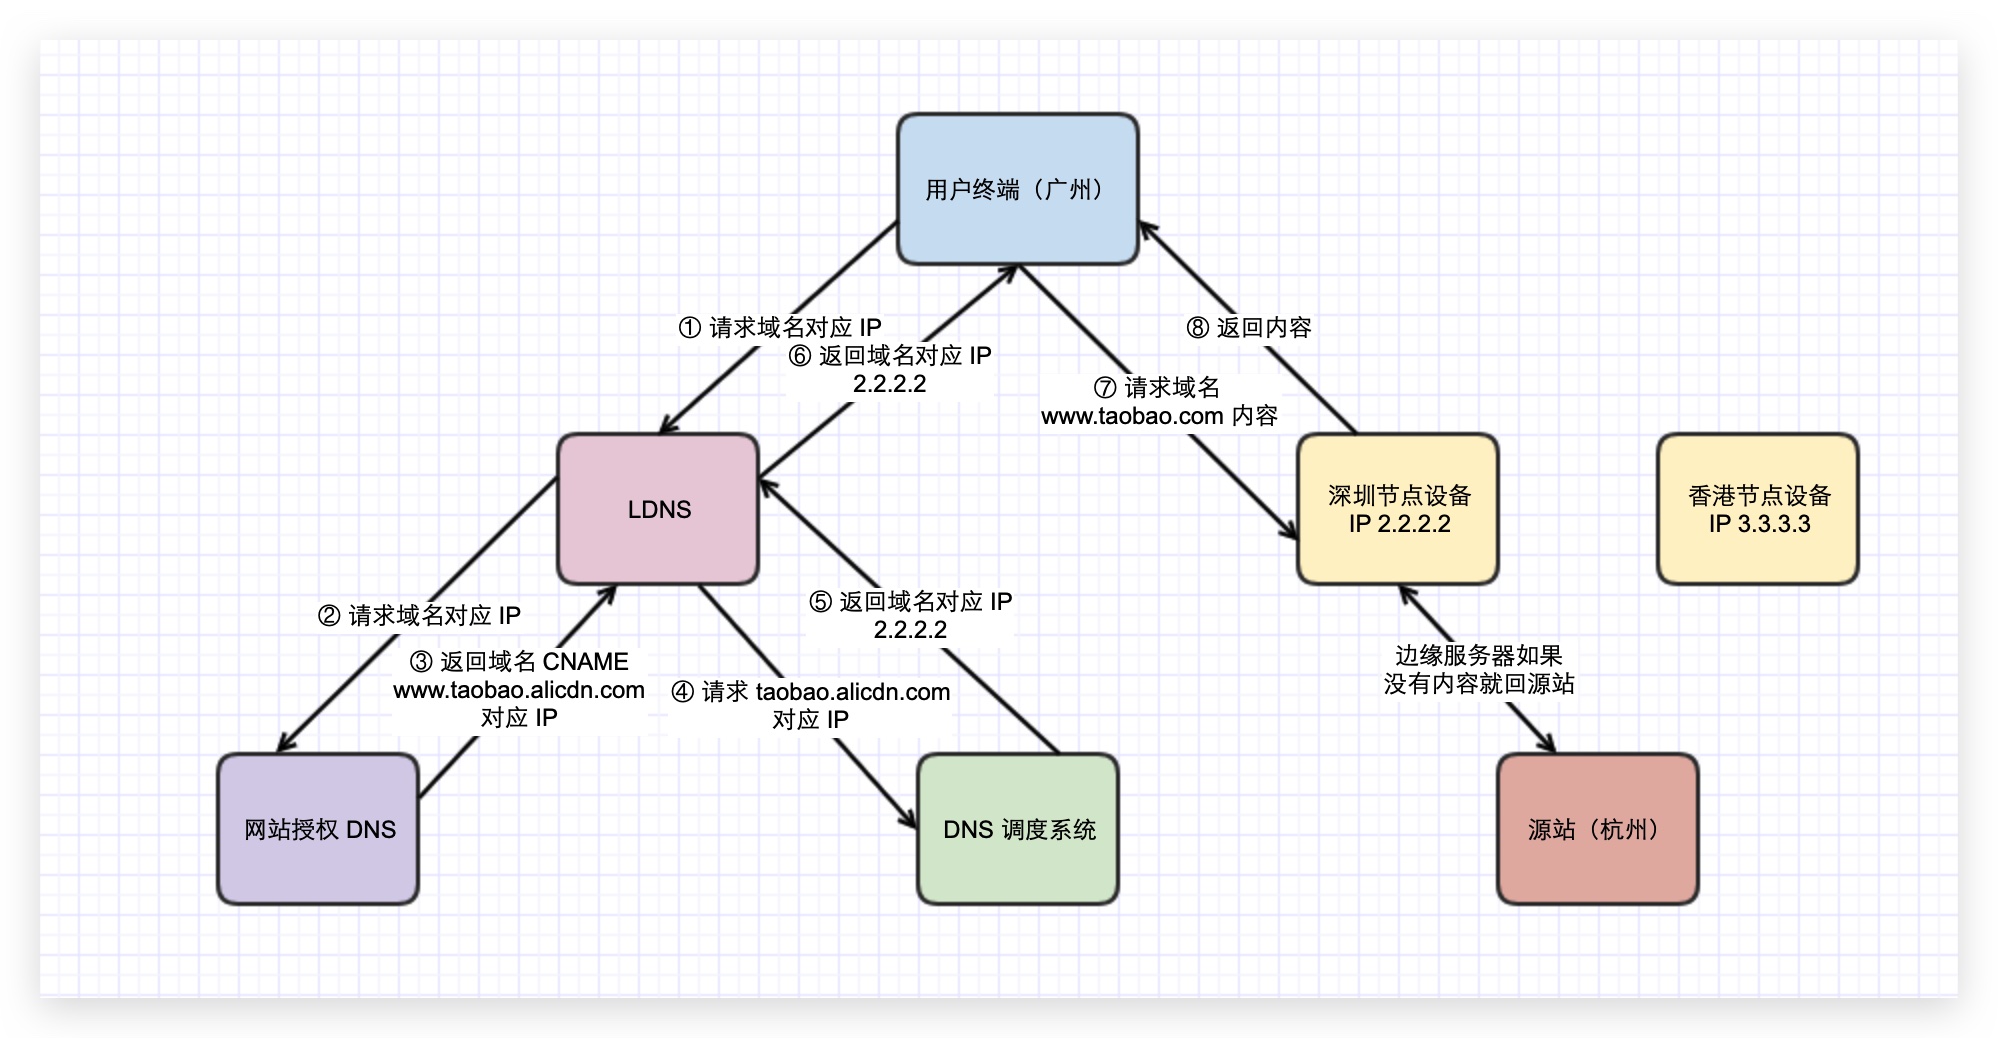 用户终端（广州）
① 请求域名对应 IP
⑥ 返回域名对应 IP
2.2.2.2
⑧ 返回内容
⑦ 请求域名
www.taobao.com 内容
LDNS
深圳节点设备
IP 2.2.2.2
香港节点设备
IP 3.3.3.3
② 请求域名对应 IP
③ 返回域名 CNAME
www.taobao.alicdn.com
对应 IP
⑤ 返回域名对应 IP
2.2.2.2
④ 请求 taobao.alicdn.com
对应 IP
边缘服务器如果
没有内容就回源站
网站授权 DNS
DNS 调度系统
源站（杭州）